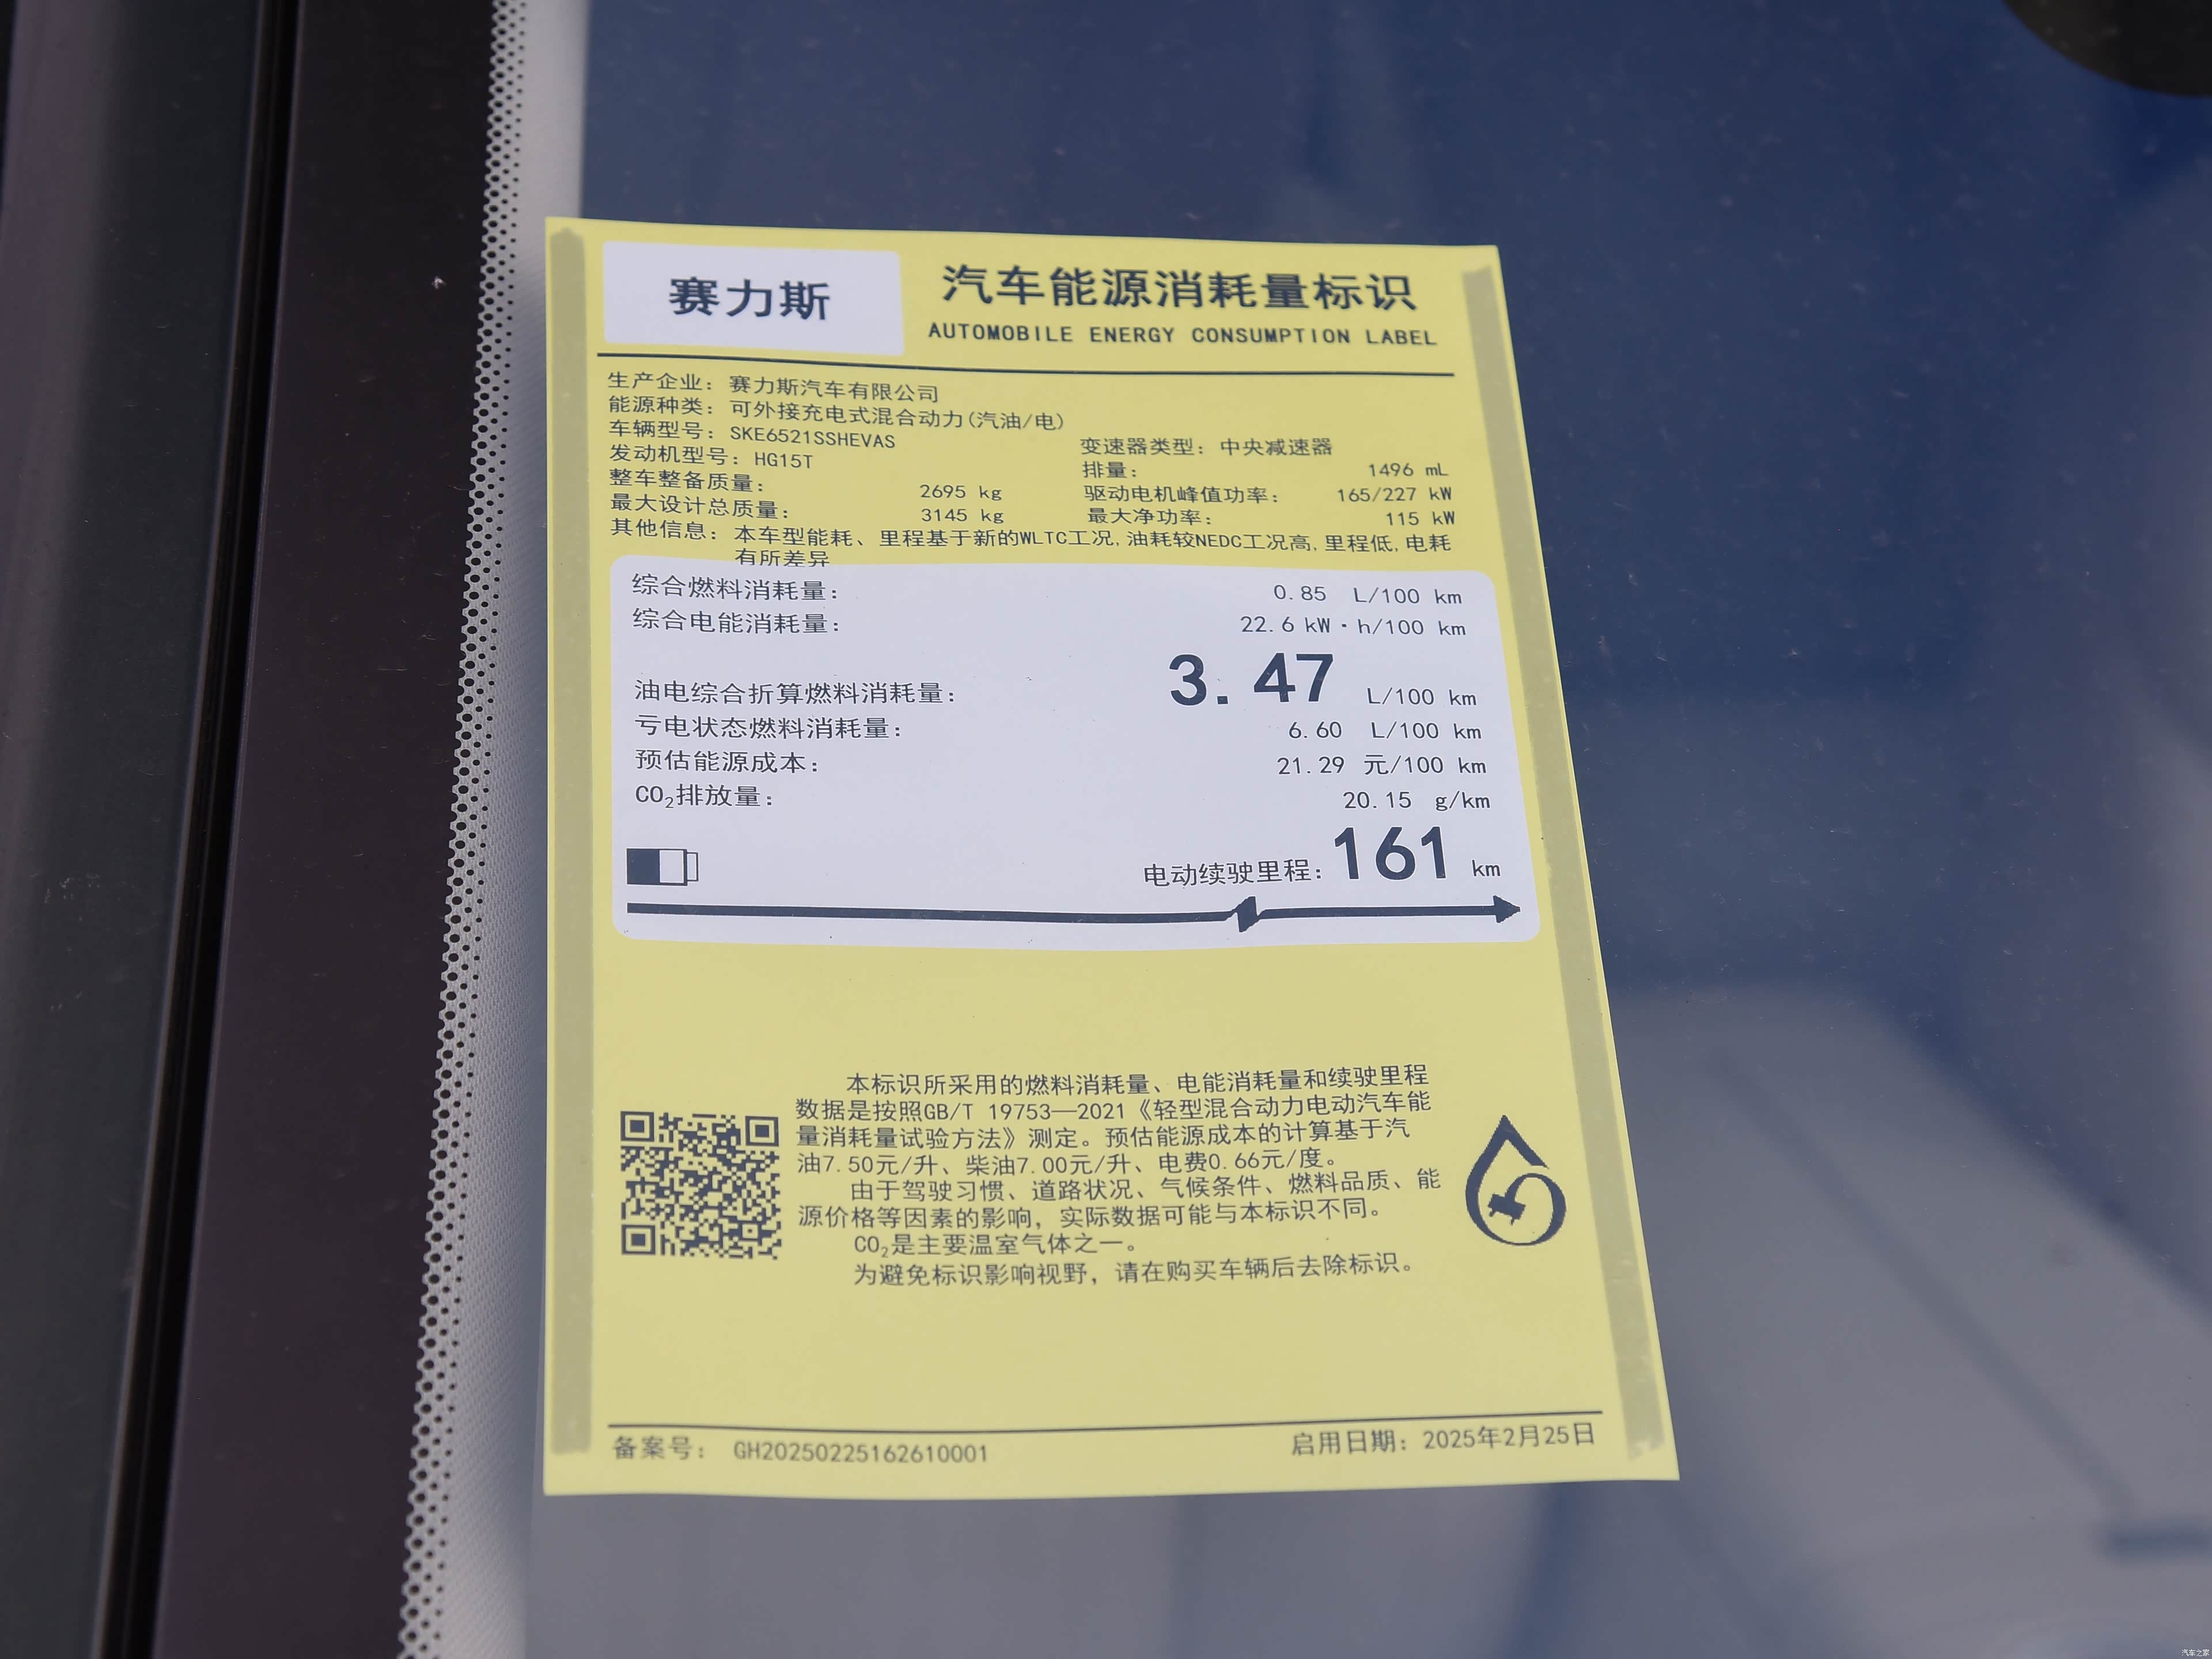 赛力斯
汽车能源消耗量标识
AUTOMOBILE ENERGY CONSUMPTION LABEL
生产企业：赛力斯汽车有限公司
能源种类：可外接充电式混合动力(汽油/电)
车辆型号：SKE6521SSHEVAS
变速器类型：中央减速器
发动机型号：HG15T
排量： 1496 mL
整车整备质量： 2695 kg
驱动电机峰值功率： 165/227 kW
最大设计总质量： 3145 kg
最大净功率： 115 kW
其他信息：本车型能耗、里程基于新的WLTC工况,油耗较NEDC工况高,里程低,电耗
有所差异
综合燃料消耗量： 0.85 L/100 km
综合电能消耗量： 22.6 kW·h/100 km
油电综合折算燃料消耗量： 3.47 L/100 km
亏电状态燃料消耗量： 6.60 L/100 km
预估能源成本： 21.29 元/100 km
CO₂排放量： 20.15 g/km
电动续驶里程：161 km
本标识所采用的燃料消耗量、电能消耗量和续驶里程
数据是按照GB/T 19753—2021《轻型混合动力电动汽车能
量消耗量试验方法》测定。预估能源成本的计算基于汽
油7.50元/升、柴油7.00元/升、电费0.66元/度。
由于驾驶习惯、道路状况、气候条件、燃料品质、能
源价格等因素的影响，实际数据可能与本标识不同。
CO₂是主要温室气体之一。
为避免标识影响视野，请在购买车辆后去除标识。
备案号： GH20250225162610001
启用日期：2025年2月25日
汽车之家